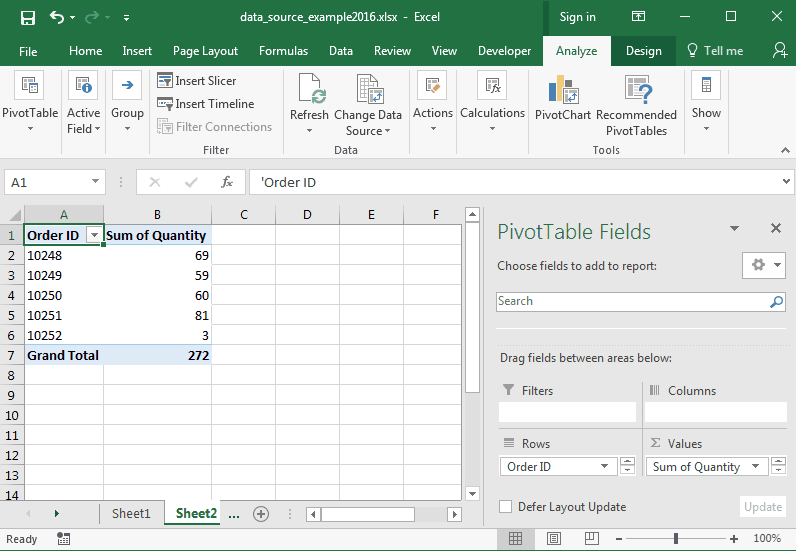 data_source_example2016.xlsx - Excel
Sign in
File Home Insert Page Layout Formulas Data Review View Developer Analyze Design Tell me
PivotTable
Active Field
Group
Insert Slicer
Insert Timeline
Filter Connections
Filter
Refresh
Change Data Source
Data
Actions
Calculations
PivotChart
Recommended PivotTables
Tools
Show
A1 fx 'Order ID
A B C D E F
1 Order ID Sum of Quantity
2 10248 69
3 10249 59
4 10250 60
5 10251 81
6 10252 3
7 Grand Total 272
8
9
10
11
12
13
14
PivotTable Fields
Choose fields to add to report:
Search
Drag fields between areas below:
Filters
Columns
Rows
Σ Values
Order ID
Sum of Quantity
Defer Layout Update
Update
Sheet1 Sheet2 ...
Ready
100%